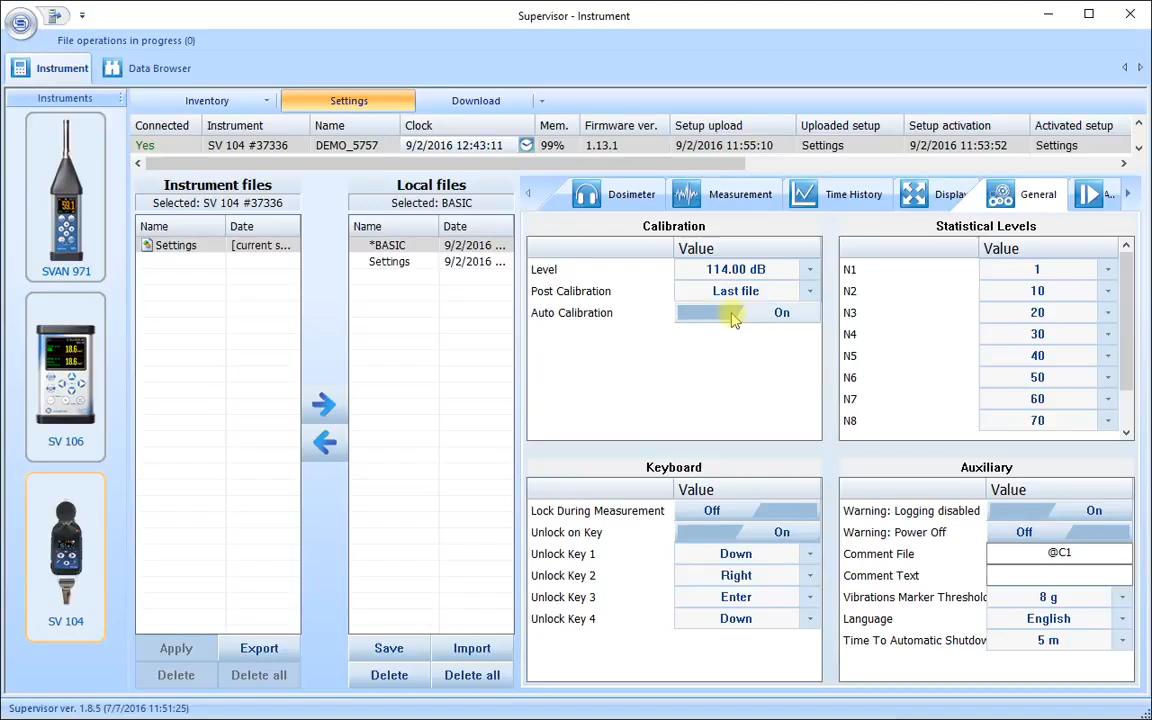 Supervisor - Instrument
File operations in progress (0)
Instrument
Data Browser
Instruments
Inventory
Settings
Download
Connected Instrument Name Clock Mem. Firmware ver. Setup upload Uploaded setup Setup activation Activated setup
Yes SV 104 #37336 DEMO_5757 9/2/2016 12:43:11 99% 1.13.1 9/2/2016 11:55:10 Settings 9/2/2016 11:53:52 Settings
SVAN 971
SV 106
SV 104
Instrument files
Selected: SV 104 #37336
Name Date
Settings [current s...
Apply Export
Delete Delete all
Local files
Selected: BASIC
Name Date
*BASIC 9/2/2016 ...
Settings 9/2/2016 ...
Save Import
Delete Delete all
Dosimeter Measurement Time History Displa General A...
Calibration
Value
Level 114.00 dB
Post Calibration Last file
Auto Calibration On
Statistical Levels
Value
N1 1
N2 10
N3 20
N4 30
N5 40
N6 50
N7 60
N8 70
Keyboard
Value
Lock During Measurement Off
Unlock on Key On
Unlock Key 1 Down
Unlock Key 2 Right
Unlock Key 3 Enter
Unlock Key 4 Down
Auxiliary
Value
Warning: Logging disabled On
Warning: Power Off Off
Comment File @C1
Comment Text
Vibrations Marker Threshold 8 g
Language English
Time To Automatic Shutdow 5 m
Supervisor ver. 1.8.5 (7/7/2016 11:51:25)